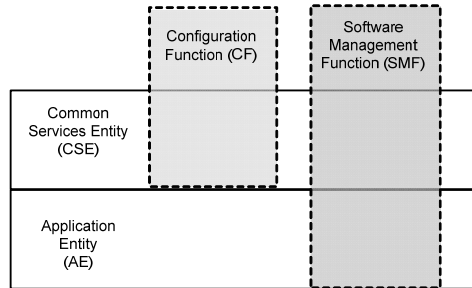 Configuration
Function (CF)
Software
Management
Function (SMF)
Common
Services Entity
(CSE)
Application
Entity
(AE)